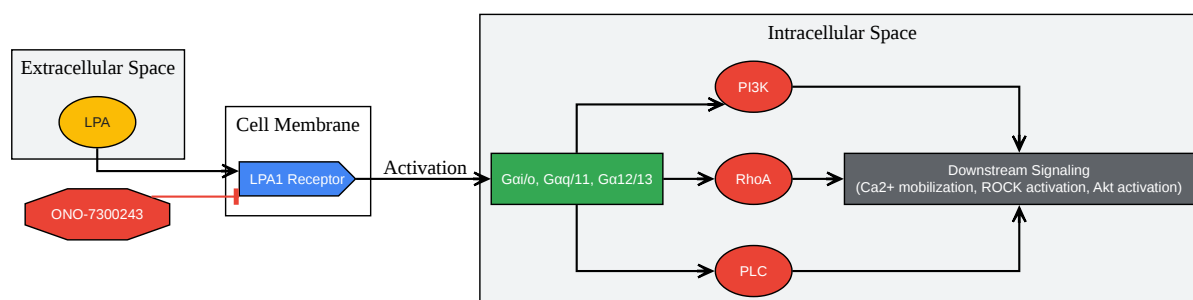 Extracellular Space
LPA
ONO-7300243
Cell Membrane
LPA1 Receptor
Activation
Intracellular Space
Gαi/o, Gαq/11, Gα12/13
PI3K
RhoA
PLC
Downstream Signaling
(Ca2+ mobilization, ROCK activation, Akt activation)